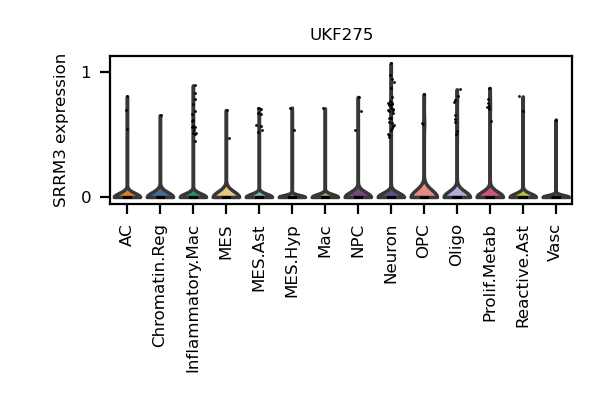 UKF275
SRRM3 expression
1
0
AC
Chromatin.Reg
Inflammatory.Mac
MES
MES.Ast
MES.Hyp
Mac
NPC
Neuron
OPC
Oligo
Prolif.Metab
Reactive.Ast
Vasc